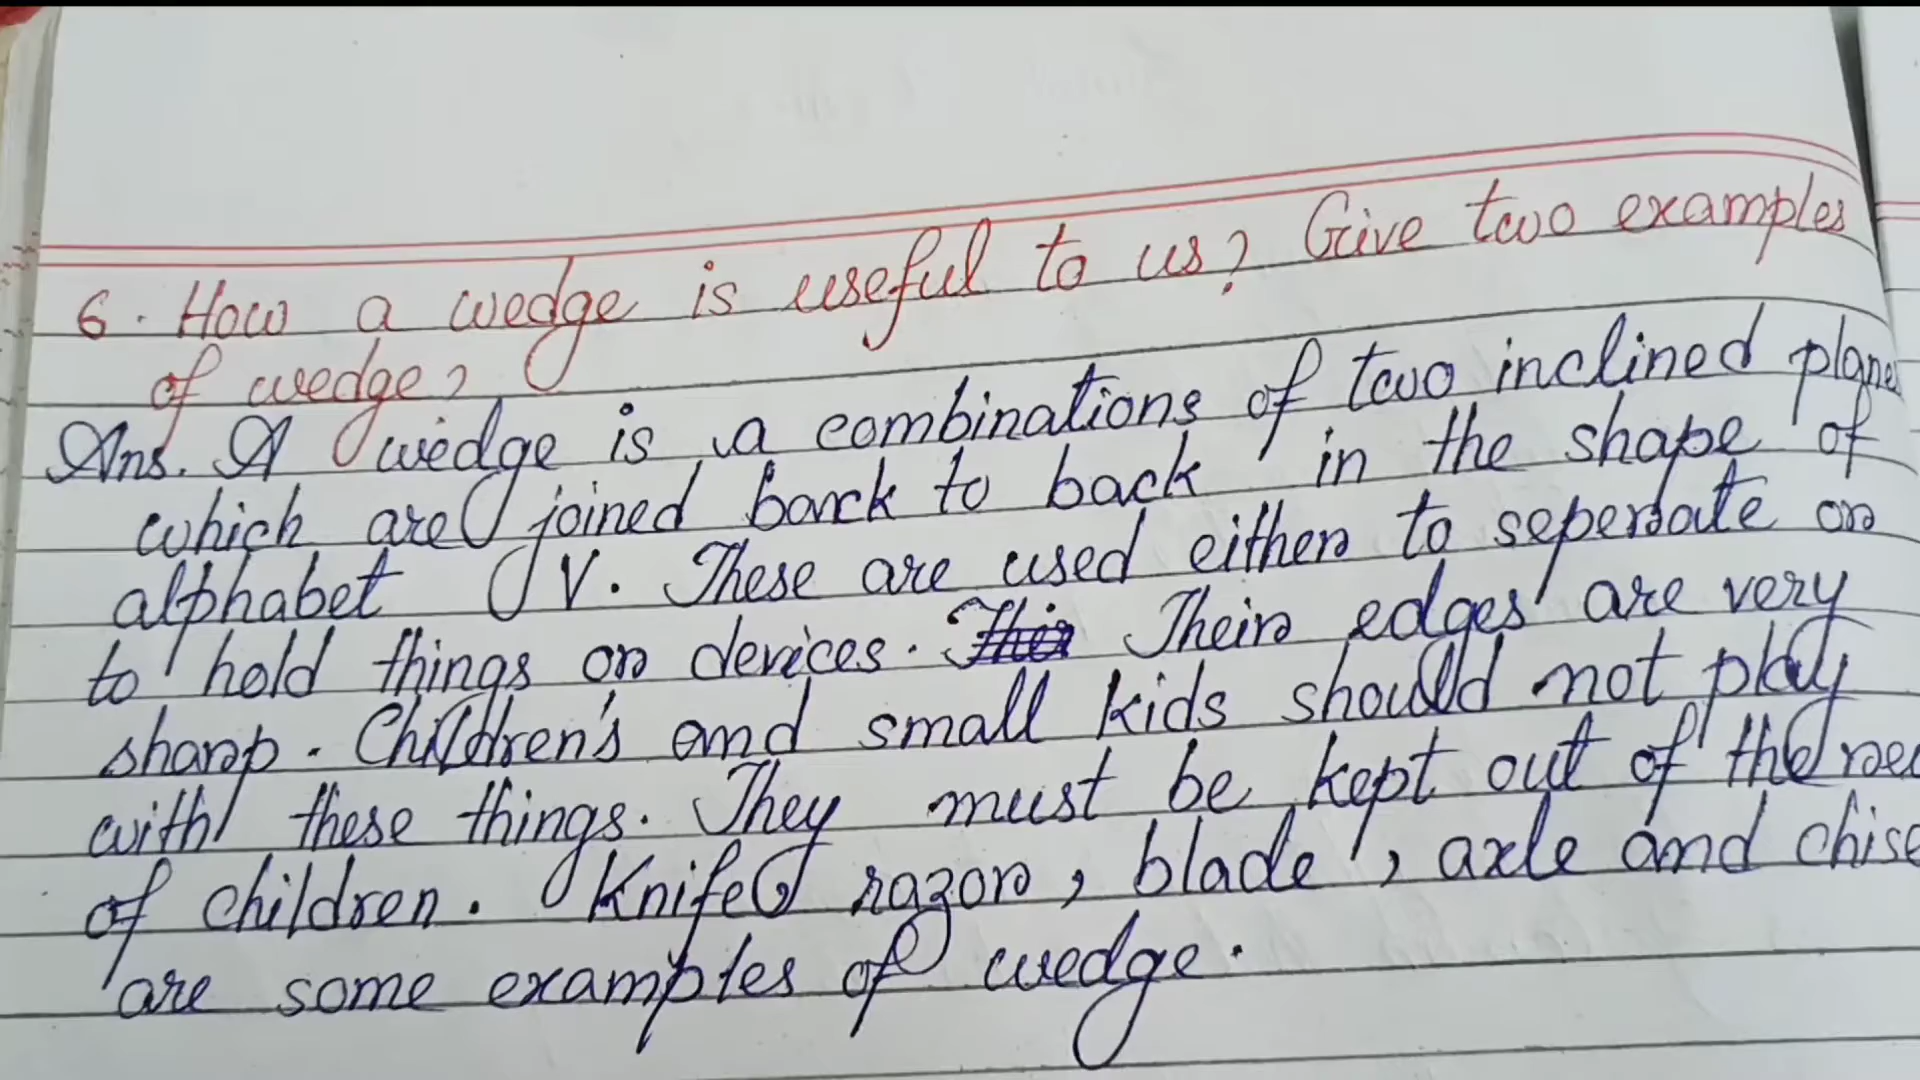 6. How a wedge is useful to us? Give two examples
of wedge?
Ans. A wedge is a combinations of two inclined plane
which are joined back to back in the shape of
alphabet V. These are used either to seperate or
to hold things or devices. Their edges are very
sharp. Children's and small kids should not play
with these things. They must be kept out of the
of children. Knife, razor, blade, axle and
are some examples of wedge.